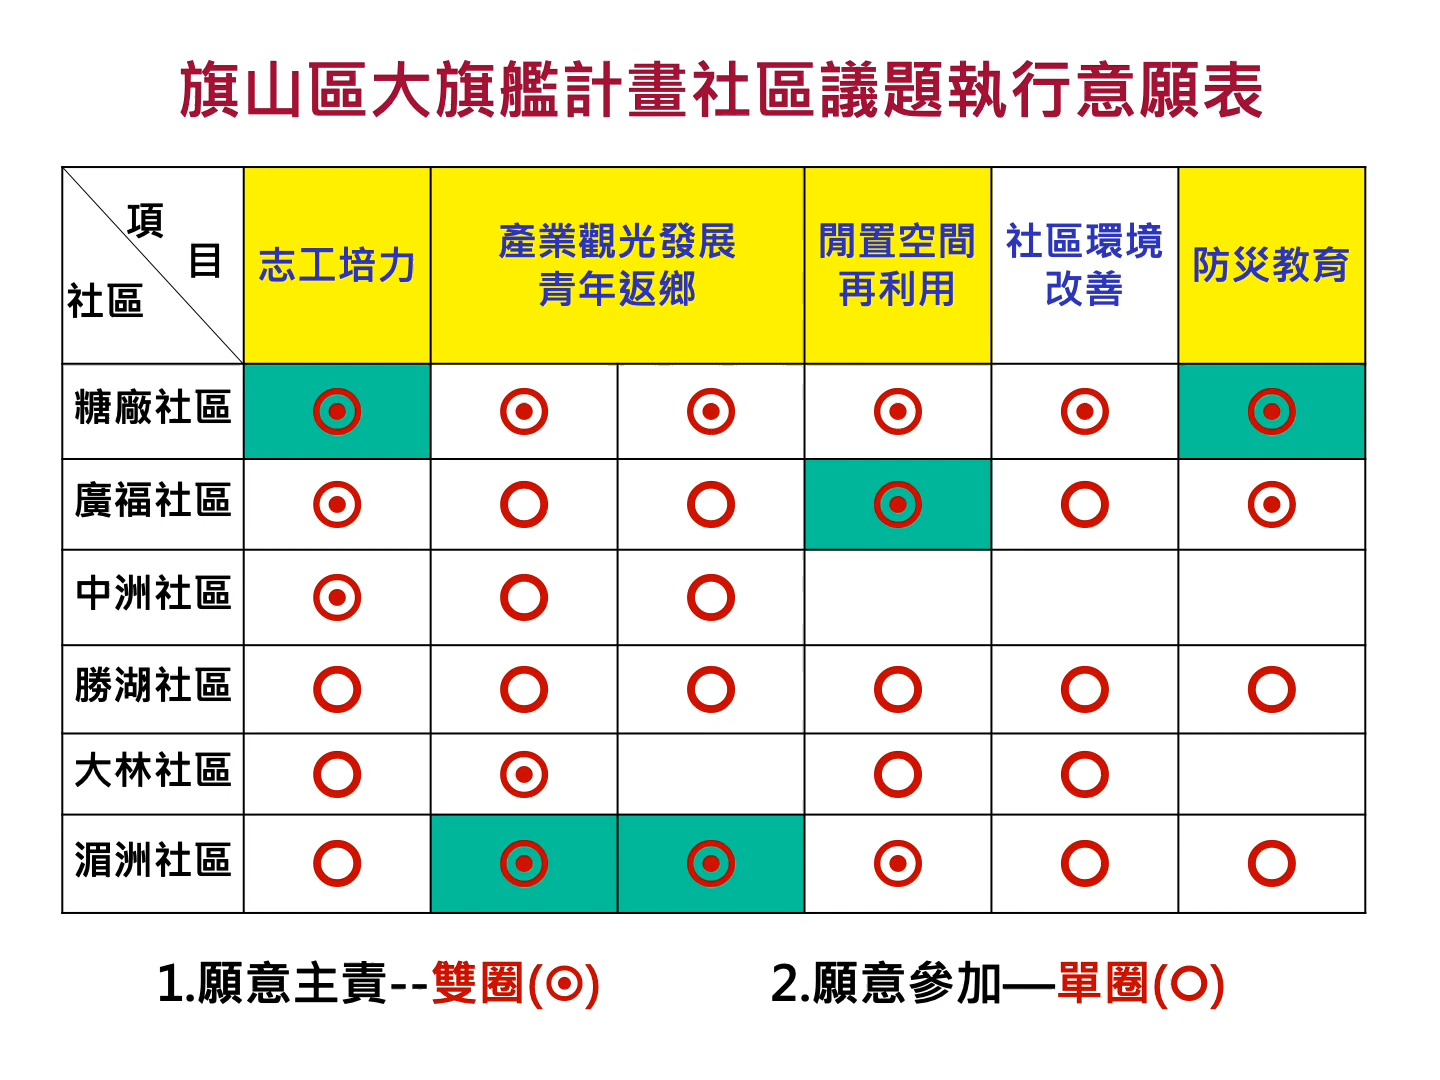 旗山區大旗艦計畫社區議題執行意願表
項目
社區
志工培力
產業觀光發展
青年返鄉
閒置空間
再利用
社區環境
改善
防災教育
糖廠社區 ◎ ◎ ◎ ◎ ◎ ◎
廣福社區 ◎ ○ ○ ◎ ○ ◎
中洲社區 ◎ ○ ○
勝湖社區 ○ ○ ○ ○ ○ ○
大林社區 ○ ◎ ○ ○
湄洲社區 ○ ◎ ◎ ◎ ○ ○
1.願意主責--雙圈(◎)
2.願意參加—單圈(○)